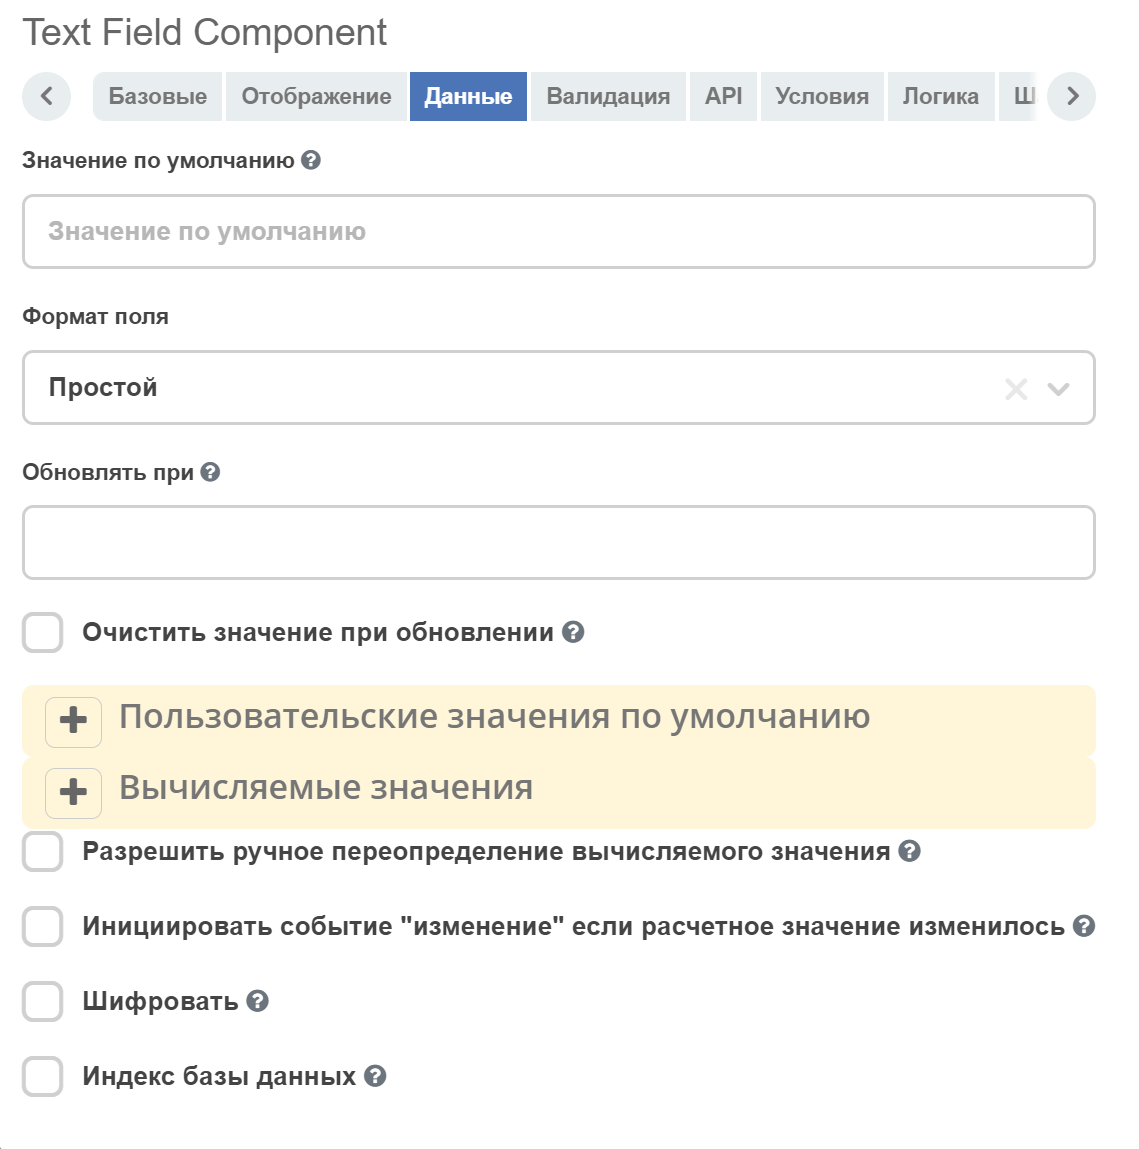 Text Field Component
Базовые Отображение Данные Валидация API Условия Логика Ш
Значение по умолчанию
Значение по умолчанию
Формат поля
Простой
Обновлять при
Очистить значение при обновлении
Пользовательские значения по умолчанию
Вычисляемые значения
Разрешить ручное переопределение вычисляемого значения
Инициировать событие "изменение" если расчетное значение изменилось
Шифровать
Индекс базы данных